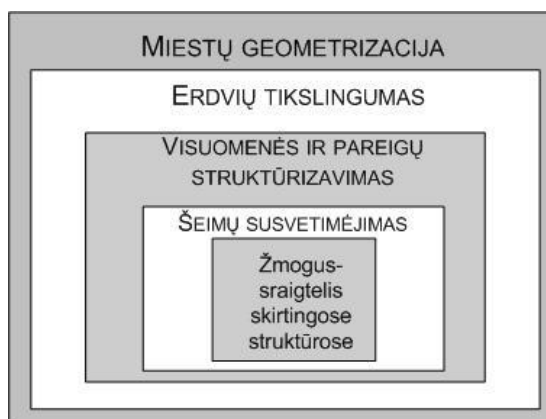 MIESTŲ GEOMETRIZACIJA
ERDVIŲ TIKSLINGUMAS
VISUOMENĖS IR PAREIGŲ
STRUKTŪRIZAVIMAS
ŠEIMŲ SUSVETIMĖJIMAS
Žmogus-
sraigtelis
skirtingose
struktūrose